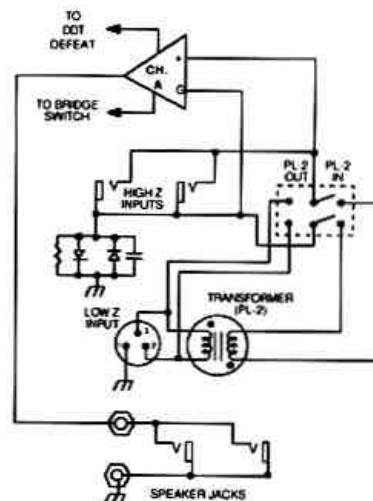 TO
DDT
DEFEAT
CH.
A
+
TO BRIDGE
SWITCH
PL-2
OUT
PL-2
IN
HIGH Z
INPUTS
LOW Z
INPUT
TRANSFORMER
(PL-2)
SPEAKER JACKS